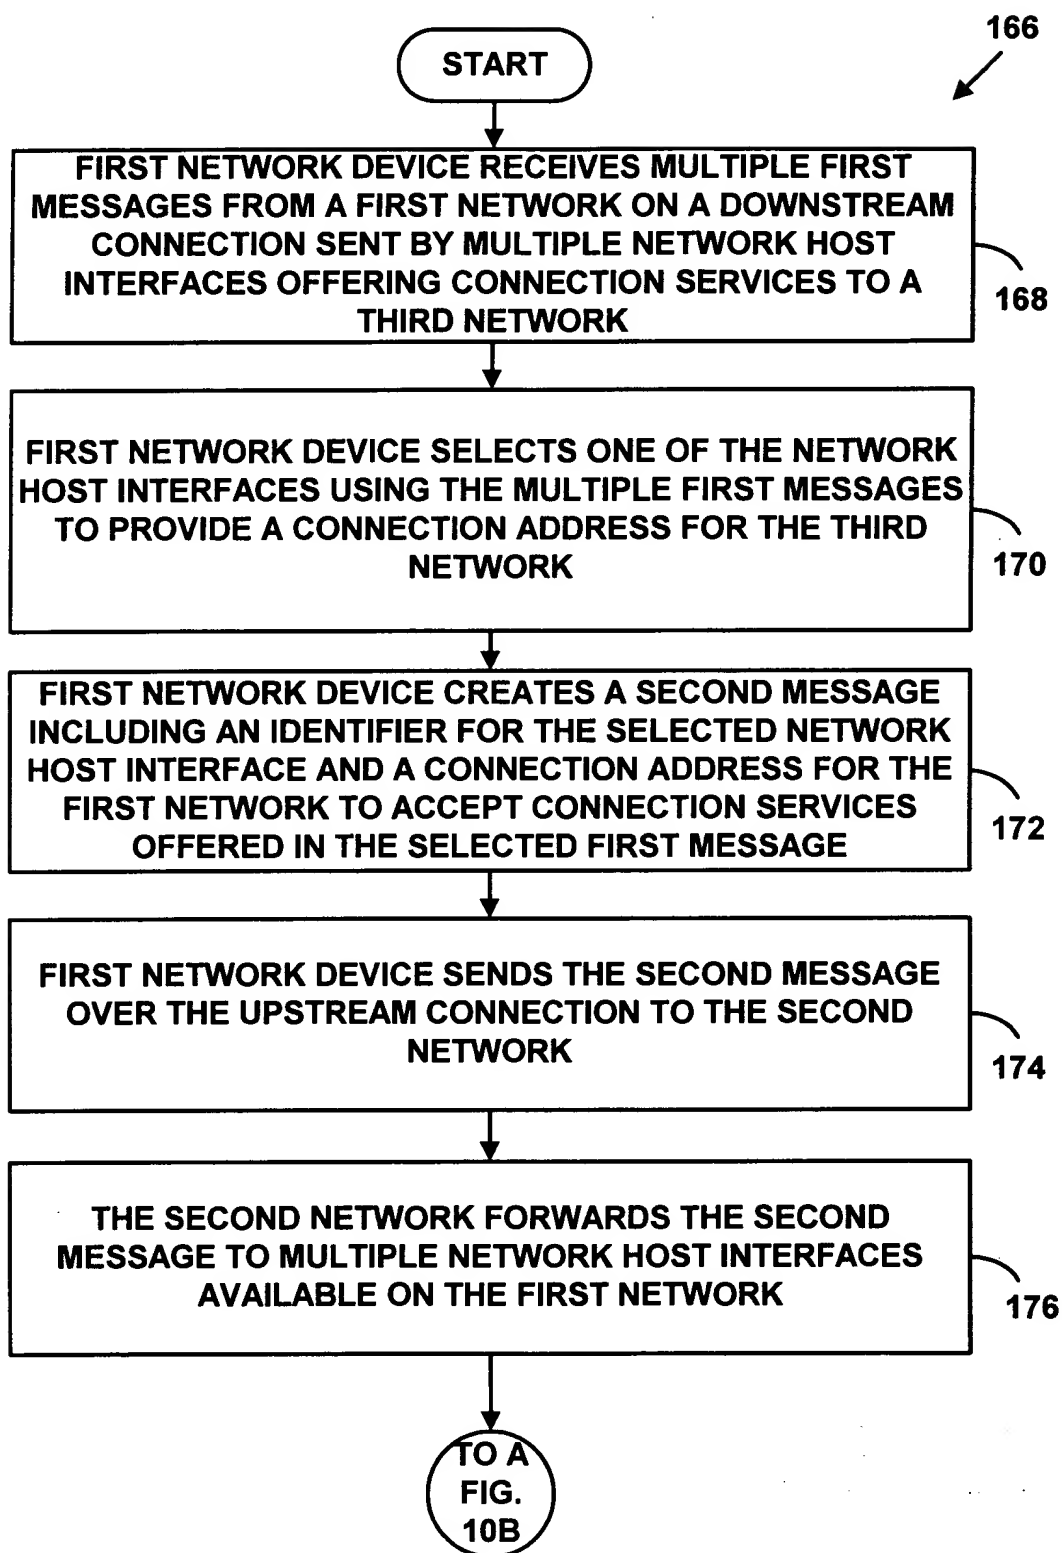 166
START
FIRST NETWORK DEVICE RECEIVES MULTIPLE FIRST
MESSAGES FROM A FIRST NETWORK ON A DOWNSTREAM
CONNECTION SENT BY MULTIPLE NETWORK HOST
INTERFACES OFFERING CONNECTION SERVICES TO A
THIRD NETWORK
168
FIRST NETWORK DEVICE SELECTS ONE OF THE NETWORK
HOST INTERFACES USING THE MULTIPLE FIRST MESSAGES
TO PROVIDE A CONNECTION ADDRESS FOR THE THIRD
NETWORK
170
FIRST NETWORK DEVICE CREATES A SECOND MESSAGE
INCLUDING AN IDENTIFIER FOR THE SELECTED NETWORK
HOST INTERFACE AND A CONNECTION ADDRESS FOR THE
FIRST NETWORK TO ACCEPT CONNECTION SERVICES
OFFERED IN THE SELECTED FIRST MESSAGE
172
FIRST NETWORK DEVICE SENDS THE SECOND MESSAGE
OVER THE UPSTREAM CONNECTION TO THE SECOND
NETWORK
174
THE SECOND NETWORK FORWARDS THE SECOND
MESSAGE TO MULTIPLE NETWORK HOST INTERFACES
AVAILABLE ON THE FIRST NETWORK
176
TO A
FIG.
10B